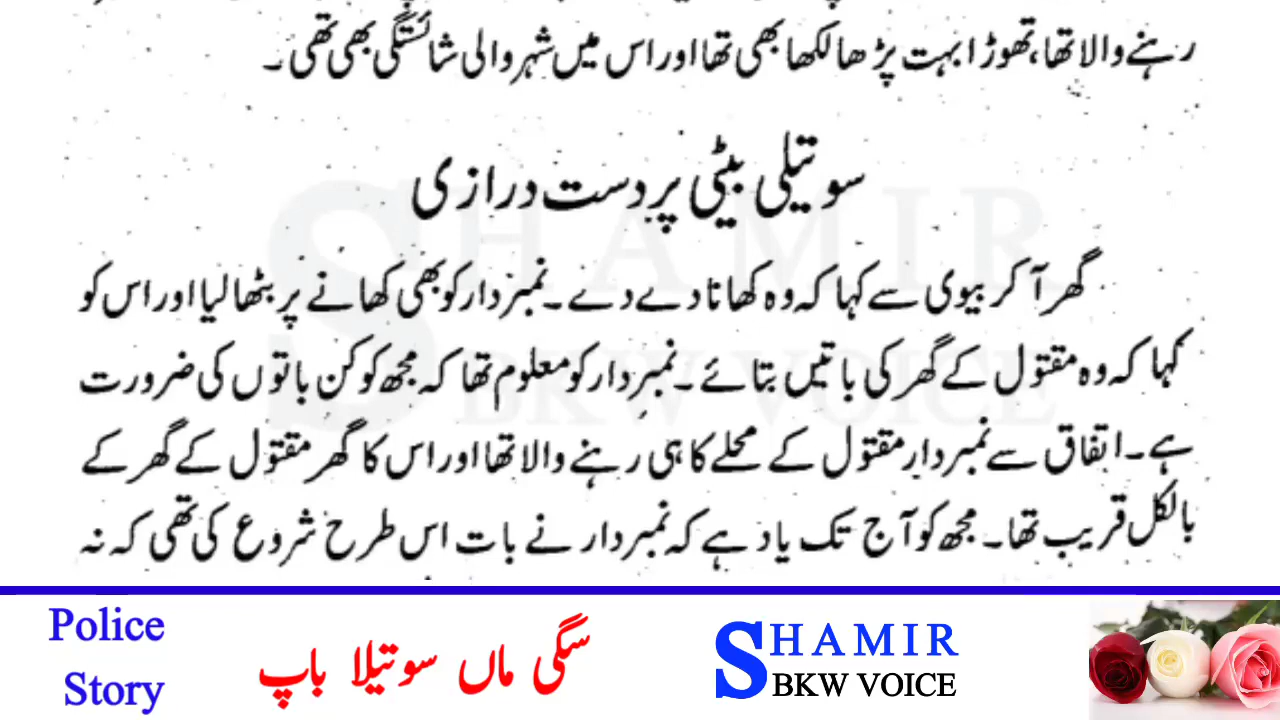 رہنے والا تھا، تھوڑا بہت پڑھا لکھا بھی تھا اور اس میں شہر والی شائستگی بھی تھی۔
سوتیلی بیٹی پر دست درازی
گھر آ کر بیوی سے کہا کہ وہ کھانا دے دے۔ نمبردار کو بھی کھانے پر بٹھا لیا اور اس کو
کہا کہ وہ مقتول کے گھر کی باتیں بتائے۔ نمبردار کو معلوم تھا کہ مجھ کو کن باتوں کی ضرورت
ہے۔ اتفاق سے نمبردار مقتول کے محلے کا ہی رہنے والا تھا اور اس کا گھر مقتول کے گھر کے
بالکل قریب تھا۔ مجھ کو آج تک یاد ہے کہ نمبردار نے بات اس طرح شروع کی تھی کہ نہ
SHAMIR
BKW VOICE
Police
Story
سگی ماں سوتیلا باپ
SHAMIR
BKW VOICE